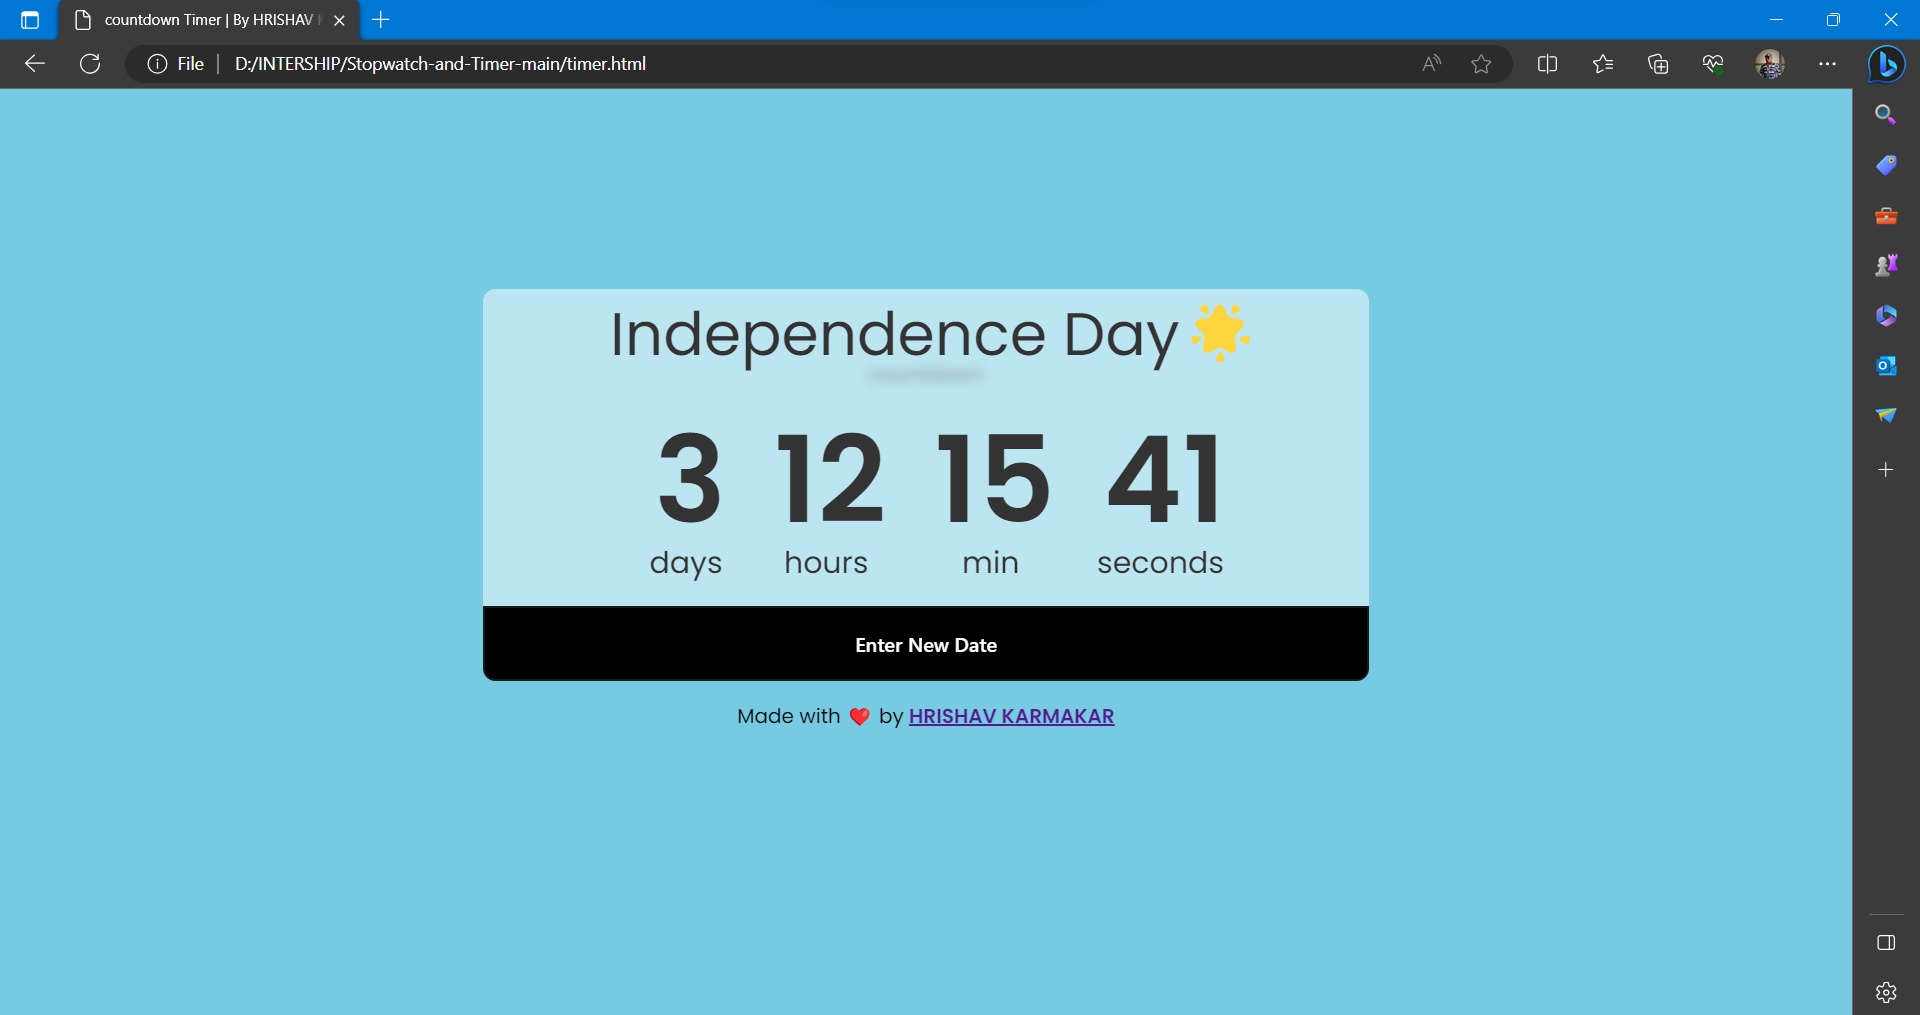 countdown Timer | By HRISHAV
File
D:/INTERSHIP/Stopwatch-and-Timer-main/timer.html
Independence Day
countdown
3 12 15 41
days hours min seconds
Enter New Date
Made with ❤️ by HRISHAV KARMAKAR